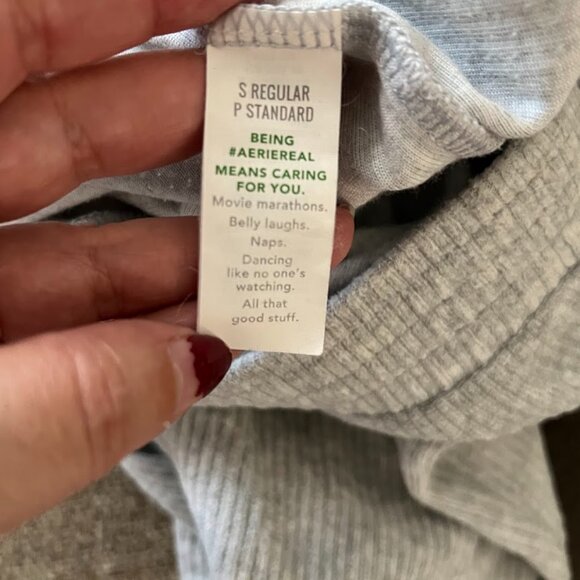 S REGULAR
P STANDARD
BEING
#AERIEREAL
MEANS CARING
FOR YOU.
Movie marathons.
Belly laughs.
Naps.
Dancing
like no one's
watching.
All that
good stuff.